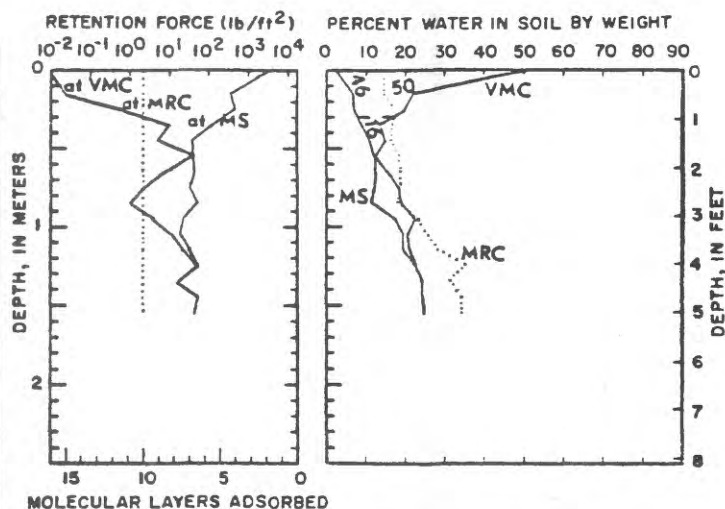 RETENTION FORCE (lb/ft²)
10⁻² 10⁻¹ 10⁰ 10¹ 10² 10³ 10⁴
0
at VMC
at MRC
at MS
1
2
DEPTH, IN METERS
15 10 5 0
MOLECULAR LAYERS ADSORBED
PERCENT WATER IN SOIL BY WEIGHT
0 10 20 30 40 50 60 70 80 90
50
VMC
MS
MRC
0
1
2
3
4
5
6
7
8
DEPTH, IN FEET